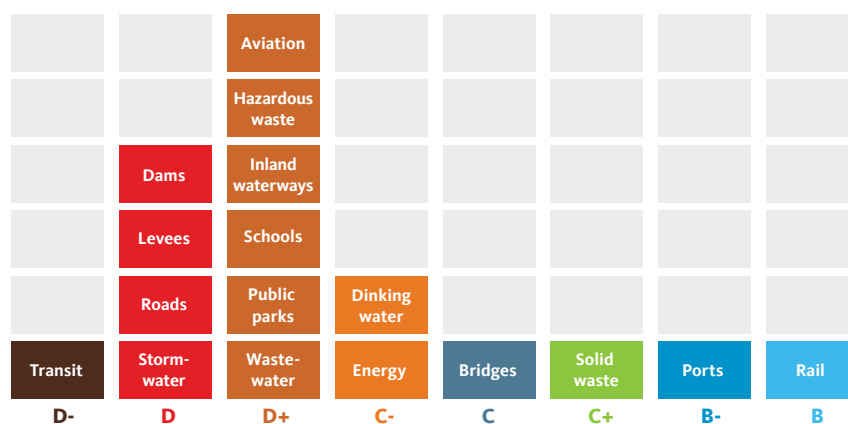 Aviation
Hazardous
waste
Dams
Inland
waterways
Levees
Schools
Roads
Public
parks
Dinking
water
Transit
Storm-
water
Waste-
water
Energy
Bridges
Solid
waste
Ports
Rail
D-
D
D+
C-
C
C+
B-
B